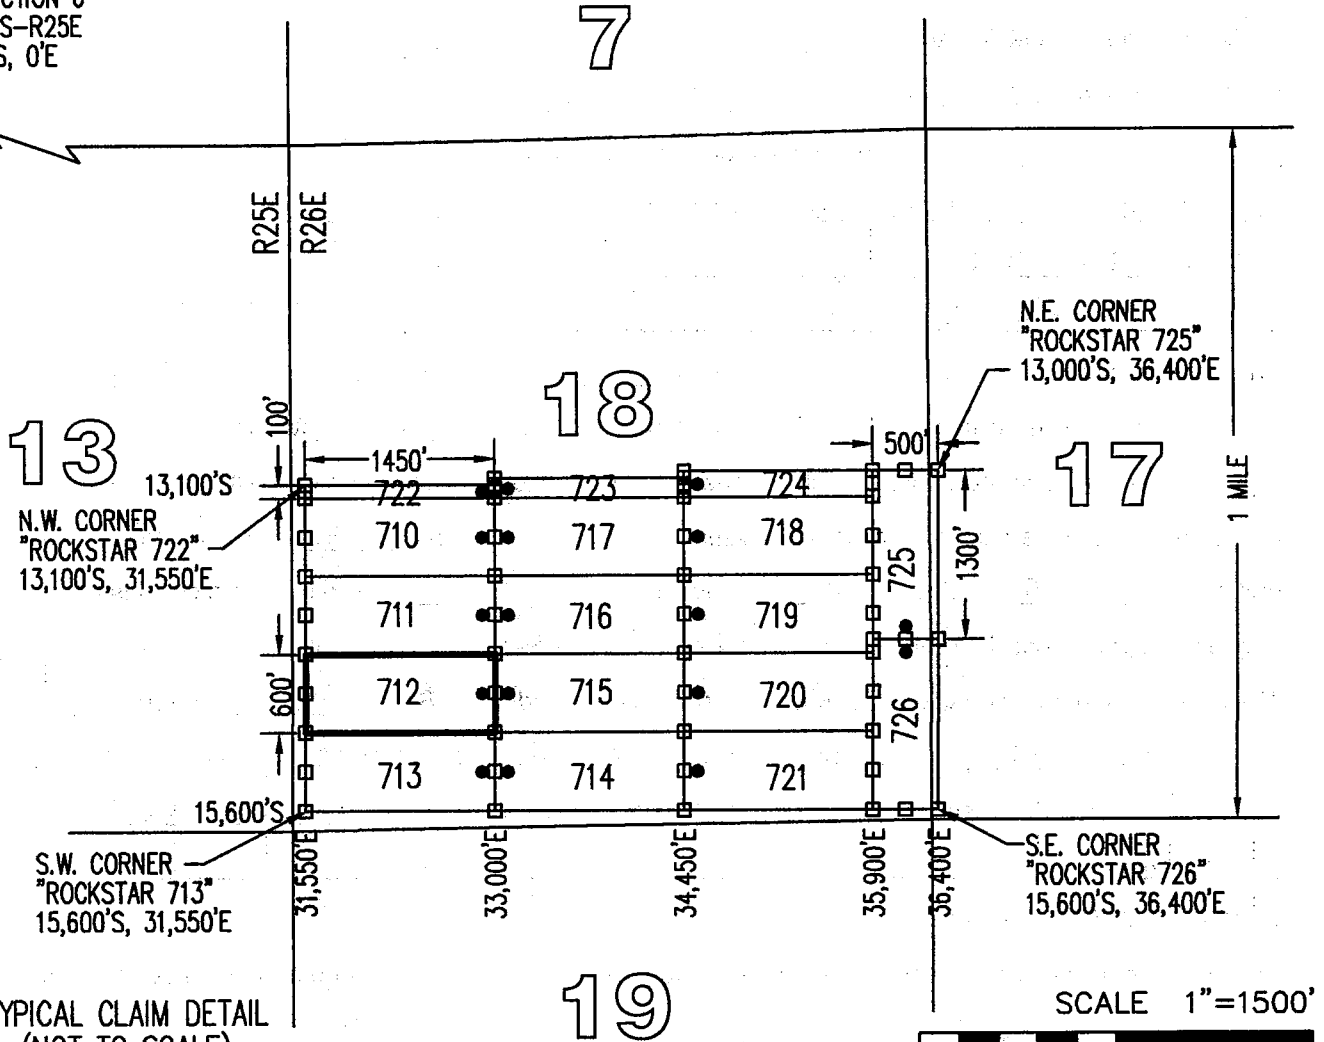 S-R25E
S, 0'E
7
R25E
R26E
N.E. CORNER
"ROCKSTAR 725"
13,000'S, 36,400'E
13
18
17
100'
1450'
500'
13,100'S
N.W. CORNER
"ROCKSTAR 722"
13,100'S, 31,550'E
722
723
724
710
717
718
725
1300'
1 MILE
711
716
719
600'
712
715
720
726
713
714
721
15,600'S
S.W. CORNER
"ROCKSTAR 713"
15,600'S, 31,550'E
31,550'E
33,000'E
34,450'E
35,900'E
36,400'E
S.E. CORNER
"ROCKSTAR 726"
15,600'S, 36,400'E
19
YPICAL CLAIM DETAIL
(NOT TO SCALE)
SCALE 1"=1500'